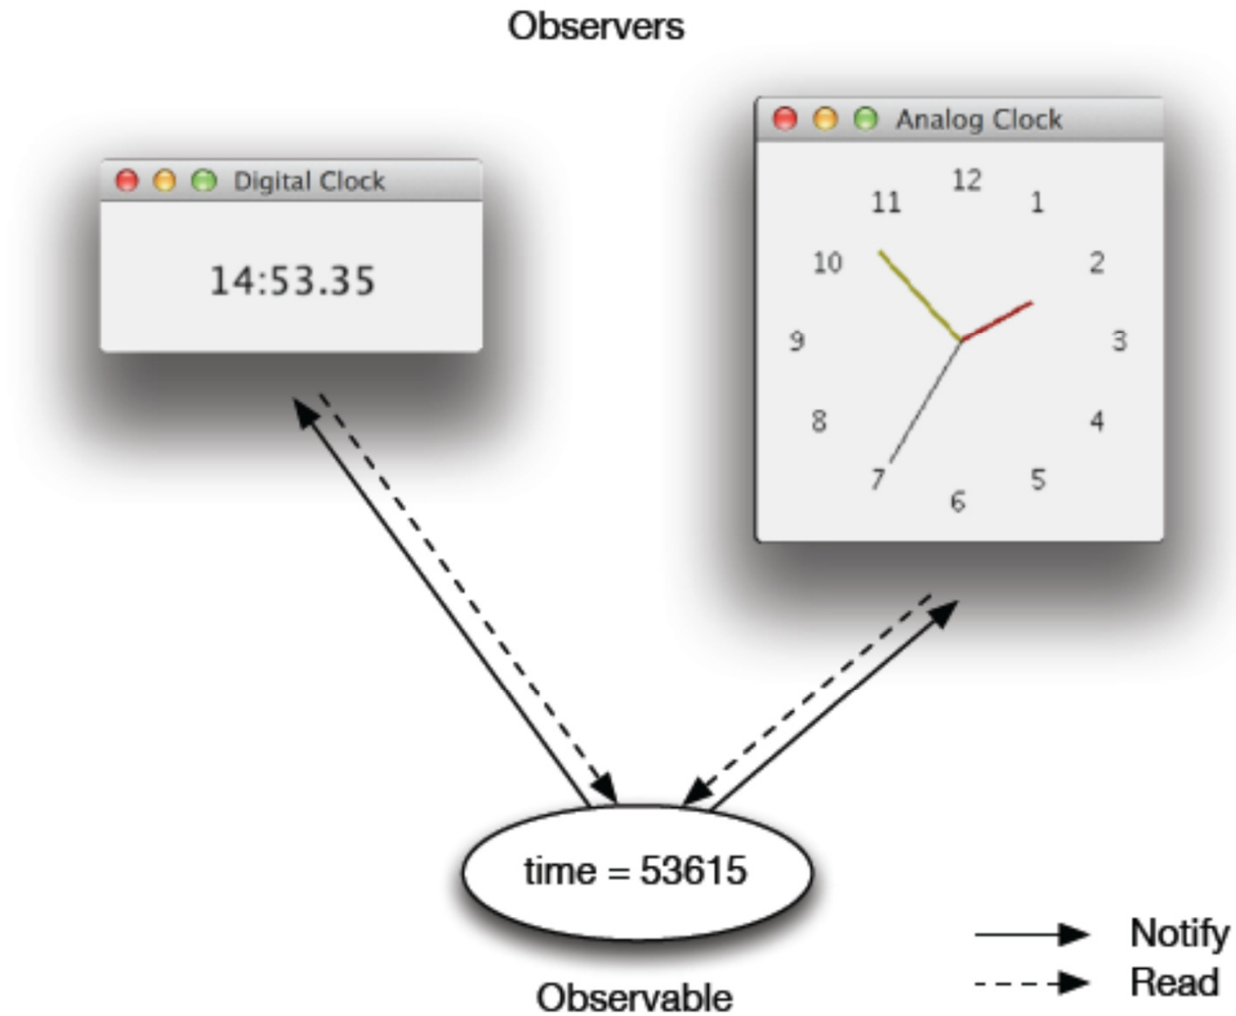 Observers
Digital Clock
14:53.35
Analog Clock
12
1
2
3
4
5
6
7
8
9
10
11
time = 53615
Observable
Notify
Read